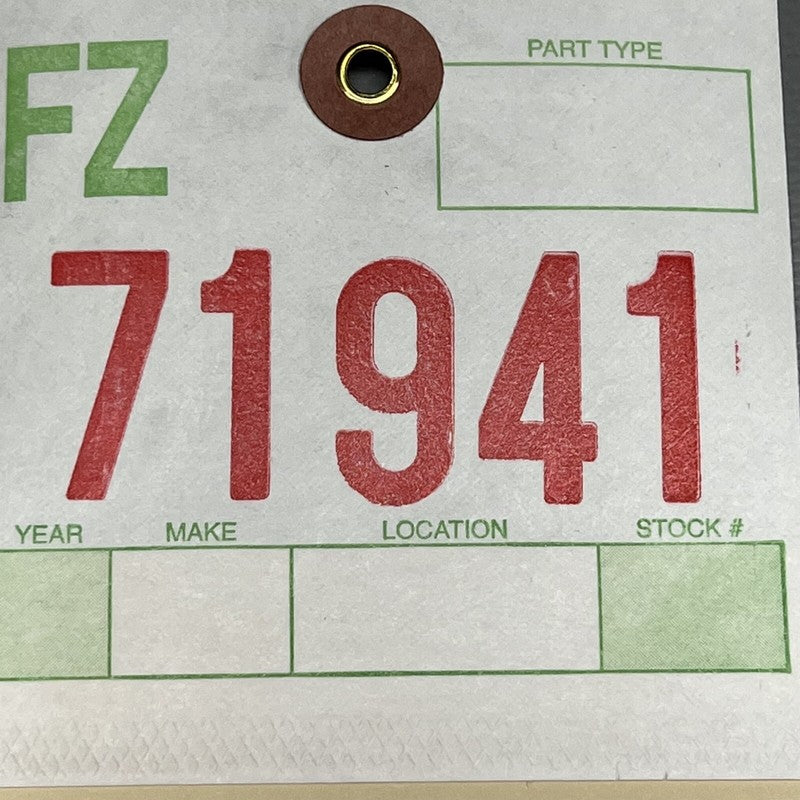 FZ
PART TYPE
71941
YEAR MAKE LOCATION STOCK #